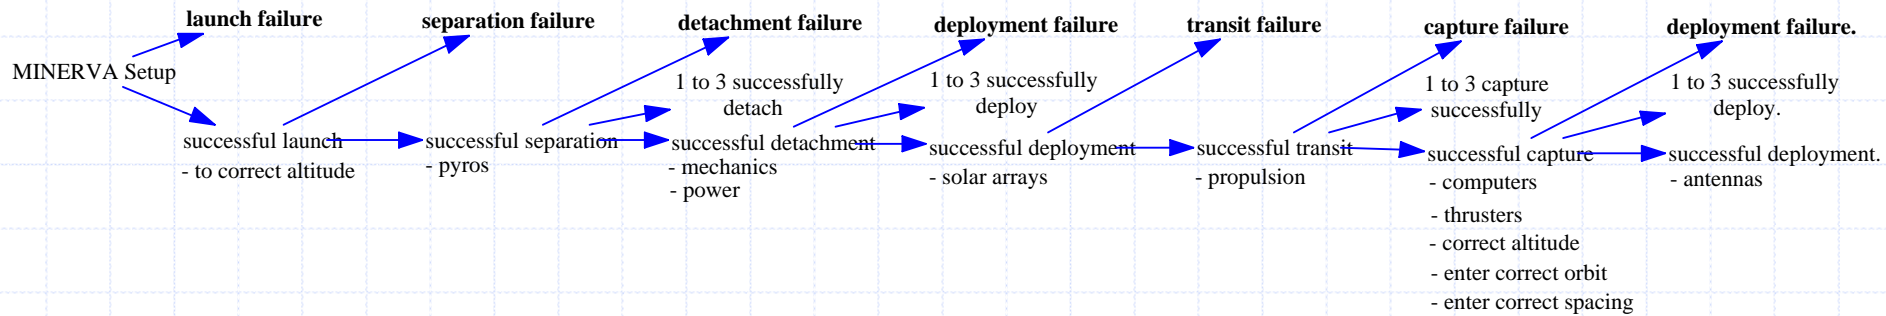 launch failure
separation failure
detachment failure
deployment failure
transit failure
capture failure
deployment failure.
MINERVA Setup
1 to 3 successfully
detach
1 to 3 successfully
deploy
1 to 3 capture
successfully
1 to 3 successfully
deploy.
successful launch
- to correct altitude
successful separation
- pyros
successful detachment
- mechanics
- power
successful deployment
- solar arrays
successful transit
- propulsion
successful capture
- computers
- thrusters
- correct altitude
- enter correct orbit
- enter correct spacing
successful deployment.
- antennas